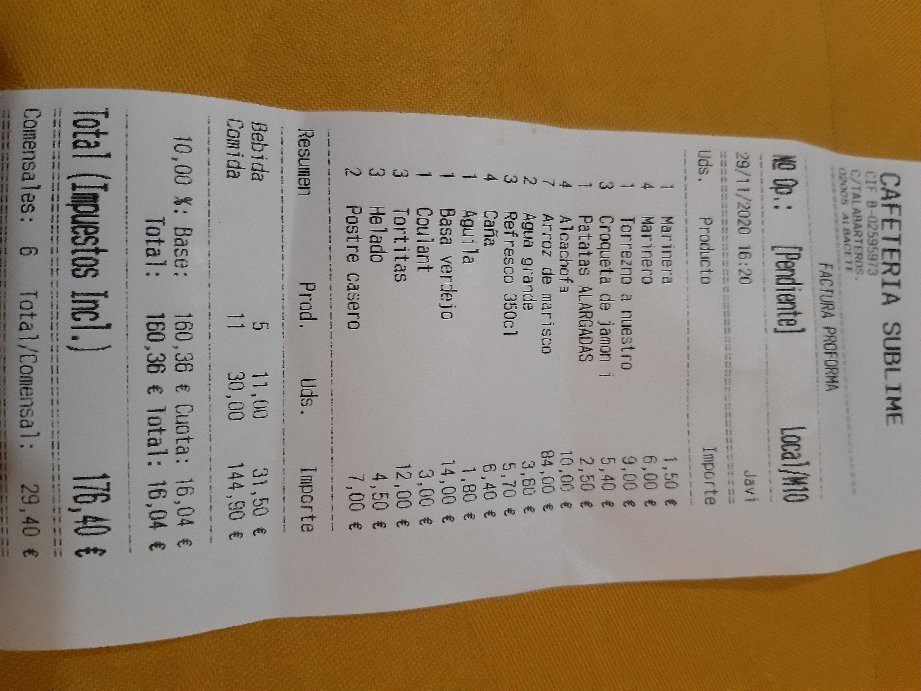 CAFETERIA SUBLIME
CIF B-02595973
C/TALABARTEROS.
02005 ALBACETE
FACTURA PROFORMA
Nº Op.: [Pendiente] Local/M10
29/11/2020 16:20 Javi
Uds. Producto Importe
1 Marinera 1,50 €
4 Marinero 6,00 €
1 Torrezno a nuestro 9,00 €
3 Croqueta de jamon i 5,40 €
1 Patatas ALARGADAS 2,50 €
4 Alcachofa 10,00 €
7 Arroz de marisco 84,00 €
2 Agua grande 3,80 €
3 Refresco 350cl 5,70 €
4 Caña 6,40 €
1 Aguila 1,80 €
1 Basa verdejo 14,00 €
1 Coulant 3,00 €
3 Tortitas 12,00 €
3 Helado 4,50 €
2 Postre casero 7,00 €
Resumen Prod. Uds. Importe
Bebida 5 11,00 31,50 €
Comida 11 30,00 144,90 €
10,00 %: Base: 160,36 € Cuota: 16,04 €
Total: 160,36 € Total: 16,04 €
Total (Impuestos Incl.) 176,40 €
Comensales: 6 Total/Comensal: 29,40 €